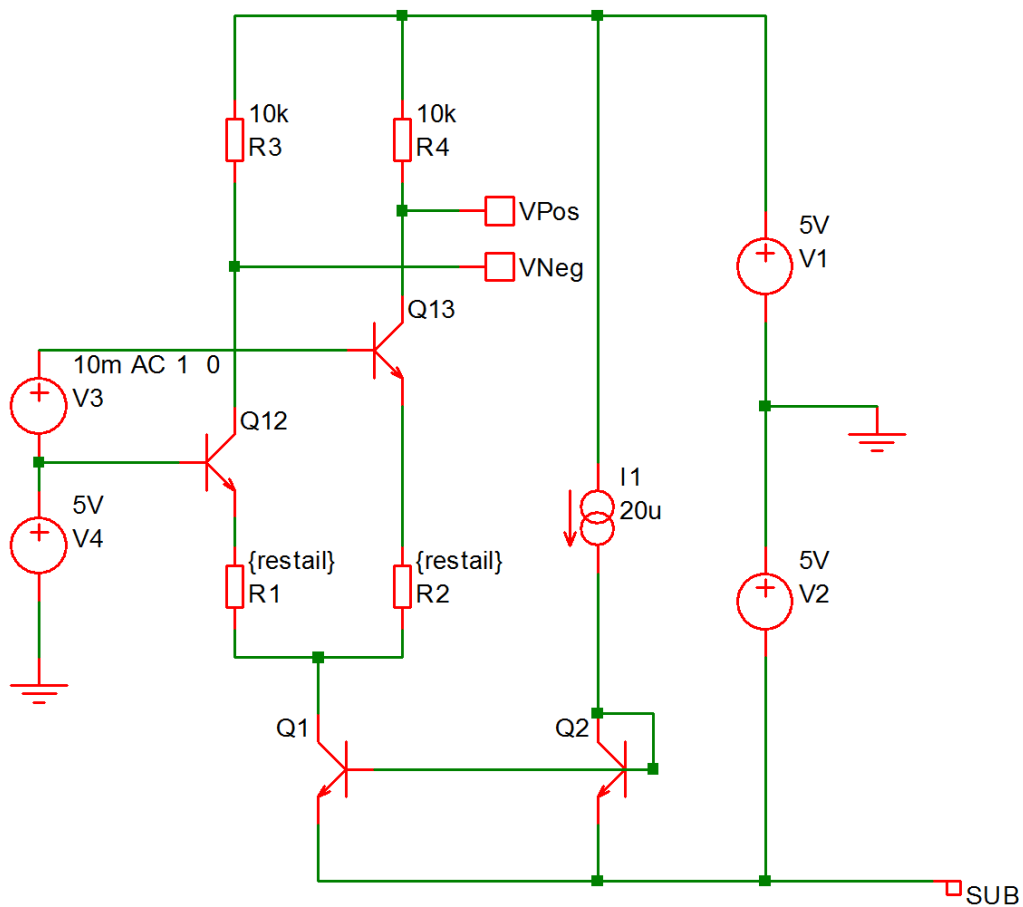 10k
R3
10k
R4
VPos
VNeg
5V
V1
Q13
10m AC 1 0
V3
Q12
I1
20u
5V
V4
{restail}
R1
{restail}
R2
5V
V2
Q1
Q2
SUB